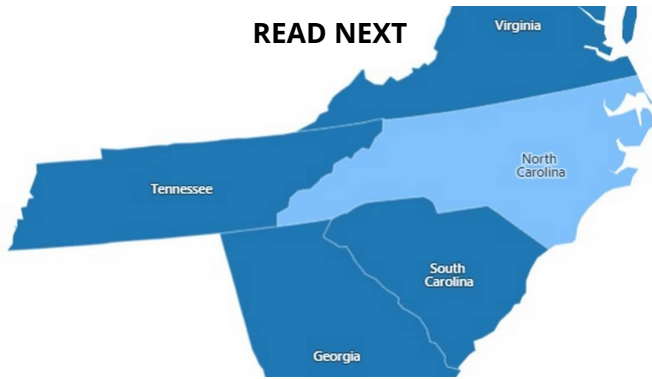 READ NEXT
Virginia
North
Carolina
Tennessee
South
Carolina
Georgia